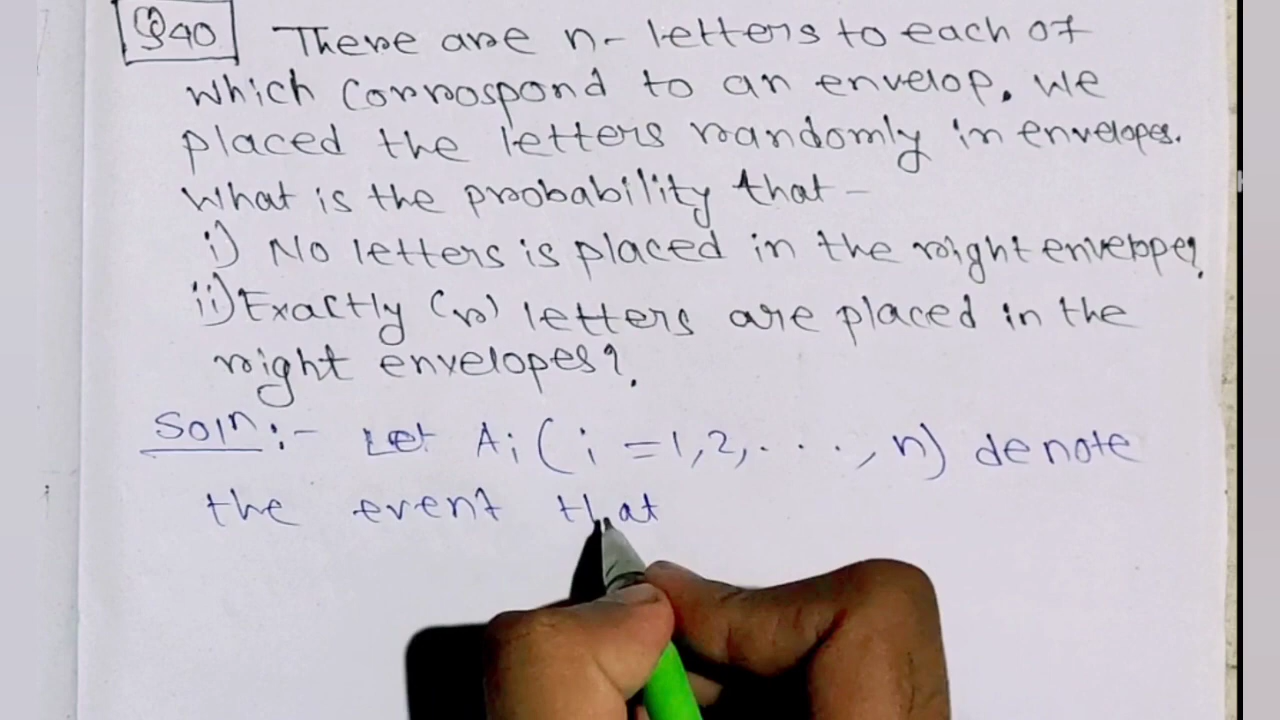 Q40 There are n- letters to each of
which corrospond to an envelop. We
placed the letters randomly in envelopes.
What is the probability that -
i) No letters is placed in the right envelope?
ii) Exactly (r) letters are placed in the
right envelopes?
Solⁿ:- Let Ai (i = 1, 2, ..., n) denote
the event that